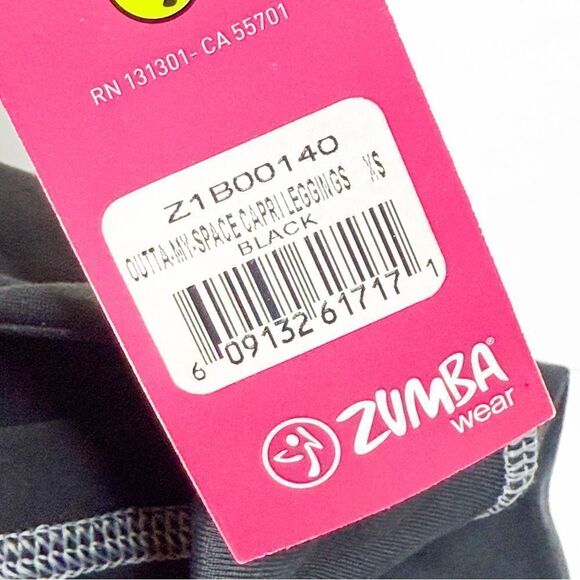 RN 131301- CA 55701
Z1B00140
OUTTA-MY-SPACE CAPRI LEGGINGS XS
BLACK
6 09132 61717 1
ZUMBA®
wear